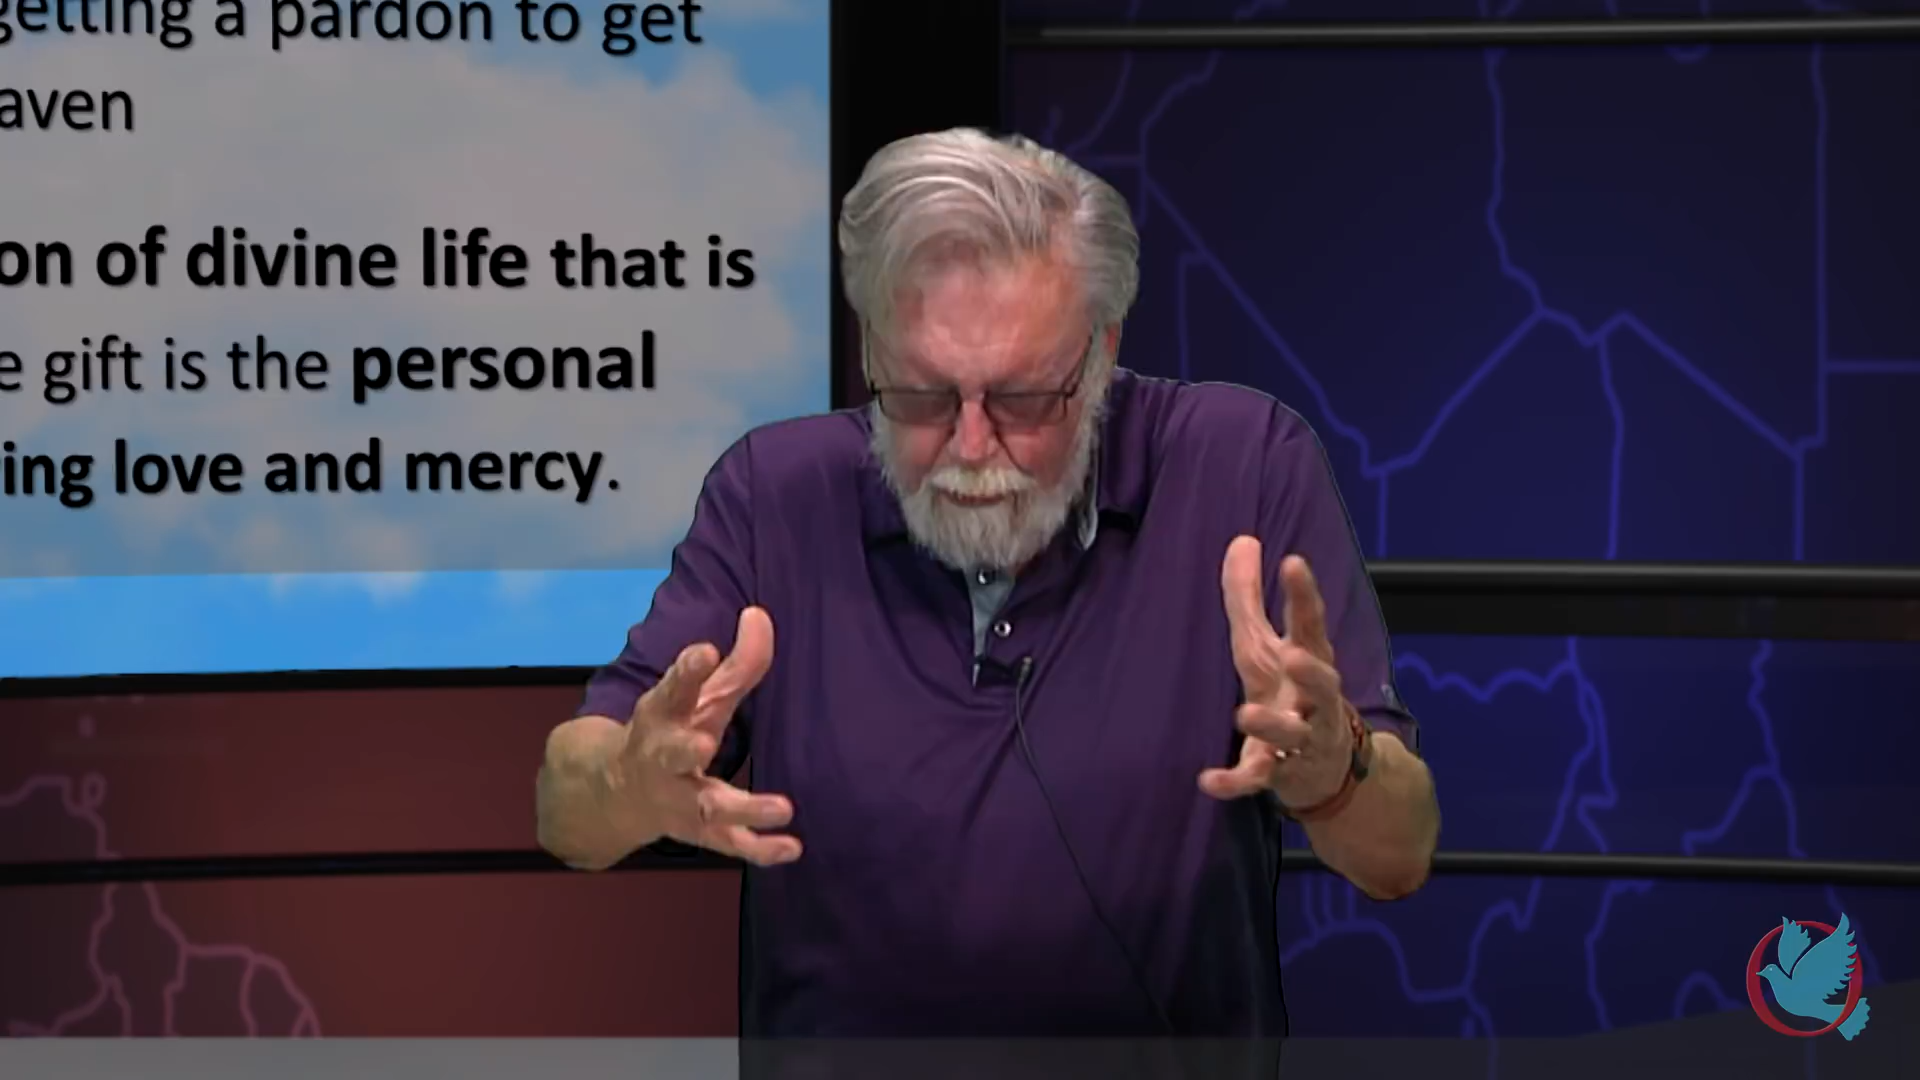 getting a pardon to get
aven
on of divine life that is
e gift is the personal
ing love and mercy.